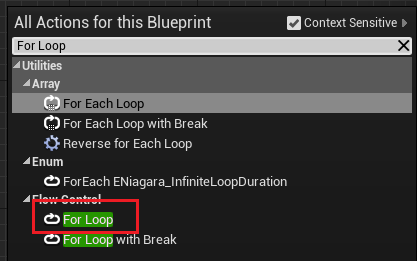 All Actions for this Blueprint Context Sensitive
For Loop
Utilities
Array
For Each Loop
For Each Loop with Break
Reverse for Each Loop
Enum
ForEach ENiagara_InfiniteLoopDuration
Flow Control
For Loop
For Loop with Break